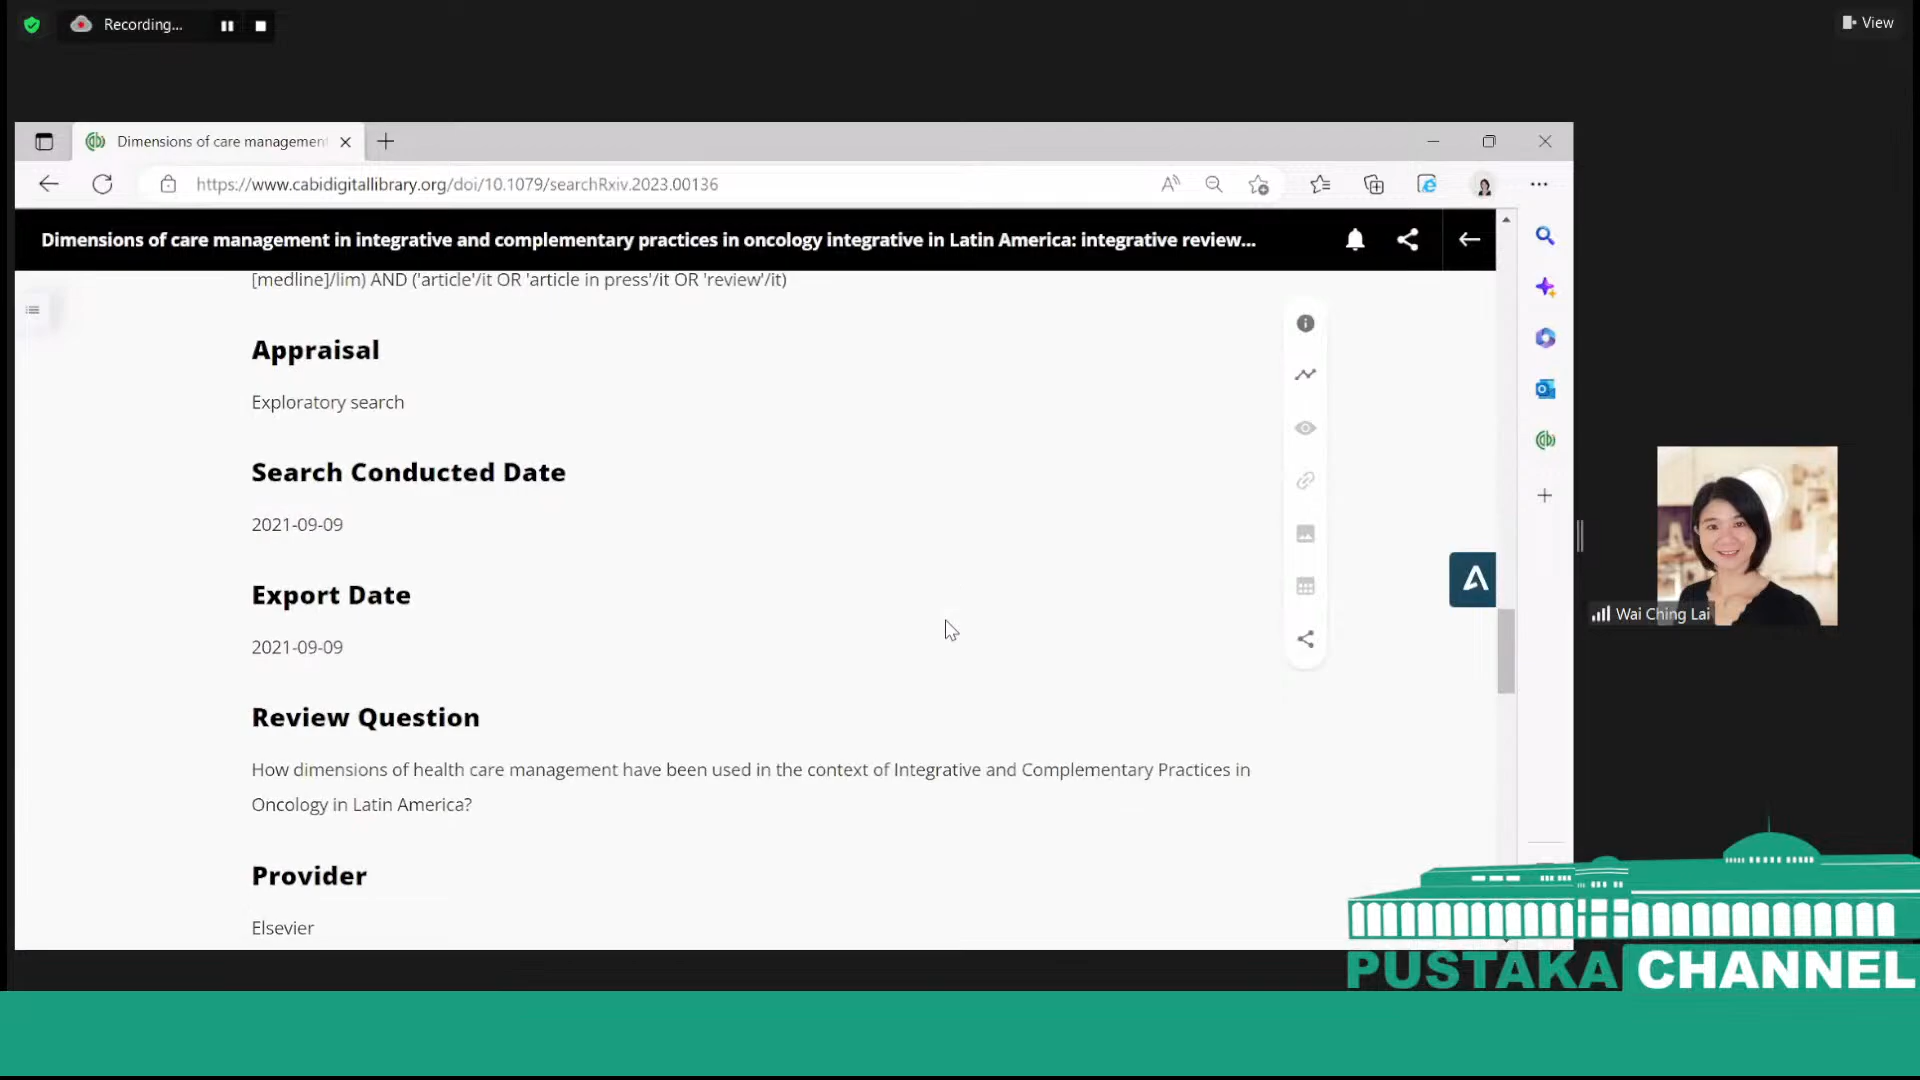 Recording...
View
Dimensions of care managemen
https://www.cabidigitallibrary.org/doi/10.1079/searchRxiv.2023.00136
Dimensions of care management in integrative and complementary practices in oncology integrative in Latin America: integrative review...
[medline]/lim) AND ('article'/it OR 'article in press'/it OR 'review'/it)
Appraisal
Exploratory search
Search Conducted Date
2021-09-09
Export Date
2021-09-09
Review Question
How dimensions of health care management have been used in the context of Integrative and Complementary Practices in
Oncology in Latin America?
Provider
Elsevier
Wai Ching Lai
PUSTAKA CHANNEL